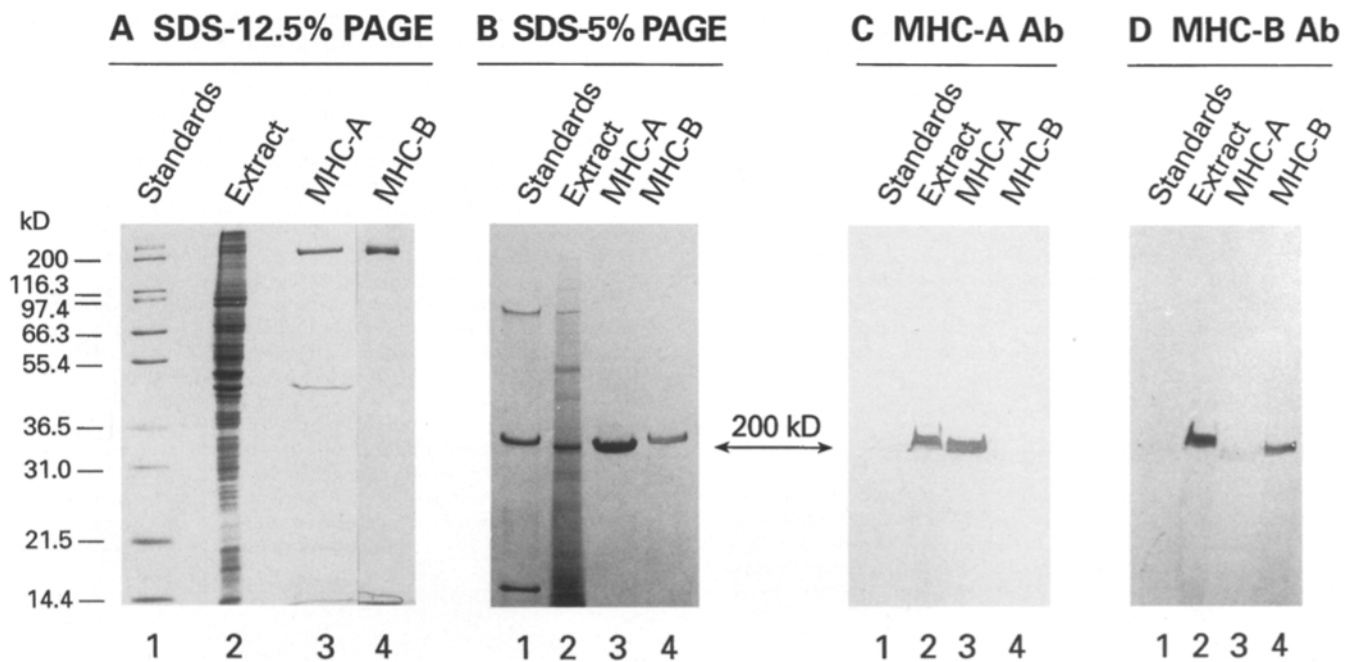 A SDS-12.5% PAGE
B SDS-5% PAGE
C MHC-A Ab
D MHC-B Ab
Standards
Extract
MHC-A
MHC-B
Standards
Extract
MHC-A
MHC-B
Standards
Extract
MHC-A
MHC-B
Standards
Extract
MHC-A
MHC-B
kD
200
116.3
97.4
66.3
55.4
36.5
31.0
21.5
14.4
200 kD
1 2 3 4
1 2 3 4
1 2 3 4
1 2 3 4